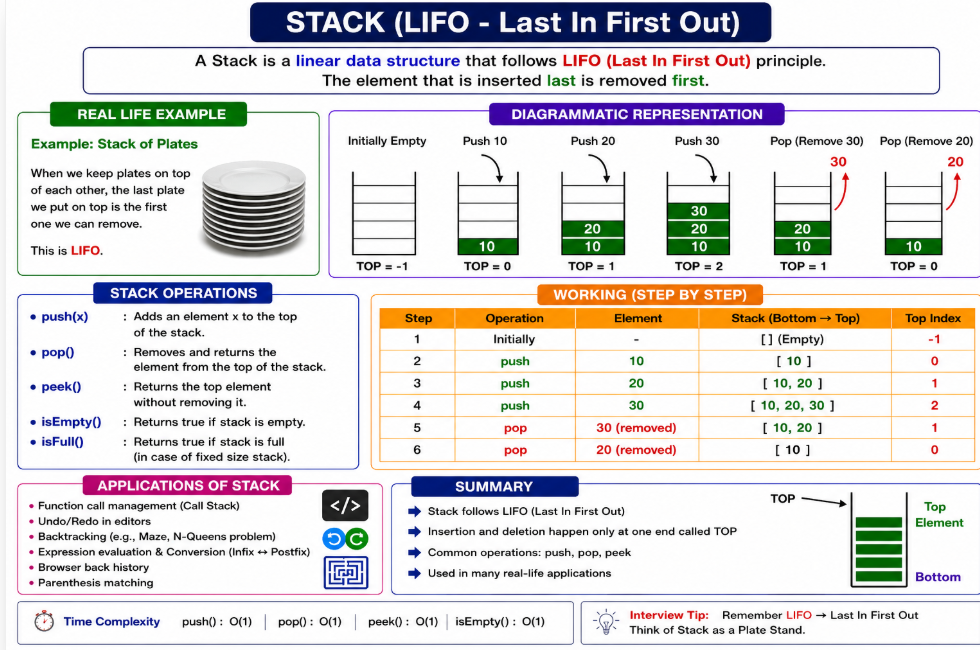 STACK (LIFO - Last In First Out)
A Stack is a linear data structure that follows LIFO (Last In First Out) principle.
The element that is inserted last is removed first.
REAL LIFE EXAMPLE
Example: Stack of Plates
When we keep plates on top
of each other, the last plate
we put on top is the first
one we can remove.
This is LIFO.
DIAGRAMMATIC REPRESENTATION
Initially Empty Push 10 Push 20 Push 30 Pop (Remove 30) Pop (Remove 20)
30 20
30
20 20 20
10 10 10 10 10
TOP = -1 TOP = 0 TOP = 1 TOP = 2 TOP = 1 TOP = 0
STACK OPERATIONS
• push(x) : Adds an element x to the top
of the stack.
• pop() : Removes and returns the
element from the top of the stack.
• peek() : Returns the top element
without removing it.
• isEmpty() : Returns true if stack is empty.
• isFull() : Returns true if stack is full
(in case of fixed size stack).
WORKING (STEP BY STEP)
Step Operation Element Stack (Bottom → Top) Top Index
1 Initially - [ ] (Empty) -1
2 push 10 [ 10 ] 0
3 push 20 [ 10, 20 ] 1
4 push 30 [ 10, 20, 30 ] 2
5 pop 30 (removed) [ 10, 20 ] 1
6 pop 20 (removed) [ 10 ] 0
APPLICATIONS OF STACK
• Function call management (Call Stack)
• Undo/Redo in editors
• Backtracking (e.g., Maze, N-Queens problem)
• Expression evaluation & Conversion (Infix ↔ Postfix)
• Browser back history
• Parenthesis matching
</>
SUMMARY
Stack follows LIFO (Last In First Out)
Insertion and deletion happen only at one end called TOP
Common operations: push, pop, peek
Used in many real-life applications
TOP
Top
Element
Bottom
Time Complexity push() : O(1) | pop() : O(1) | peek() : O(1) | isEmpty() : O(1)
Interview Tip: Remember LIFO → Last In First Out
Think of Stack as a Plate Stand.